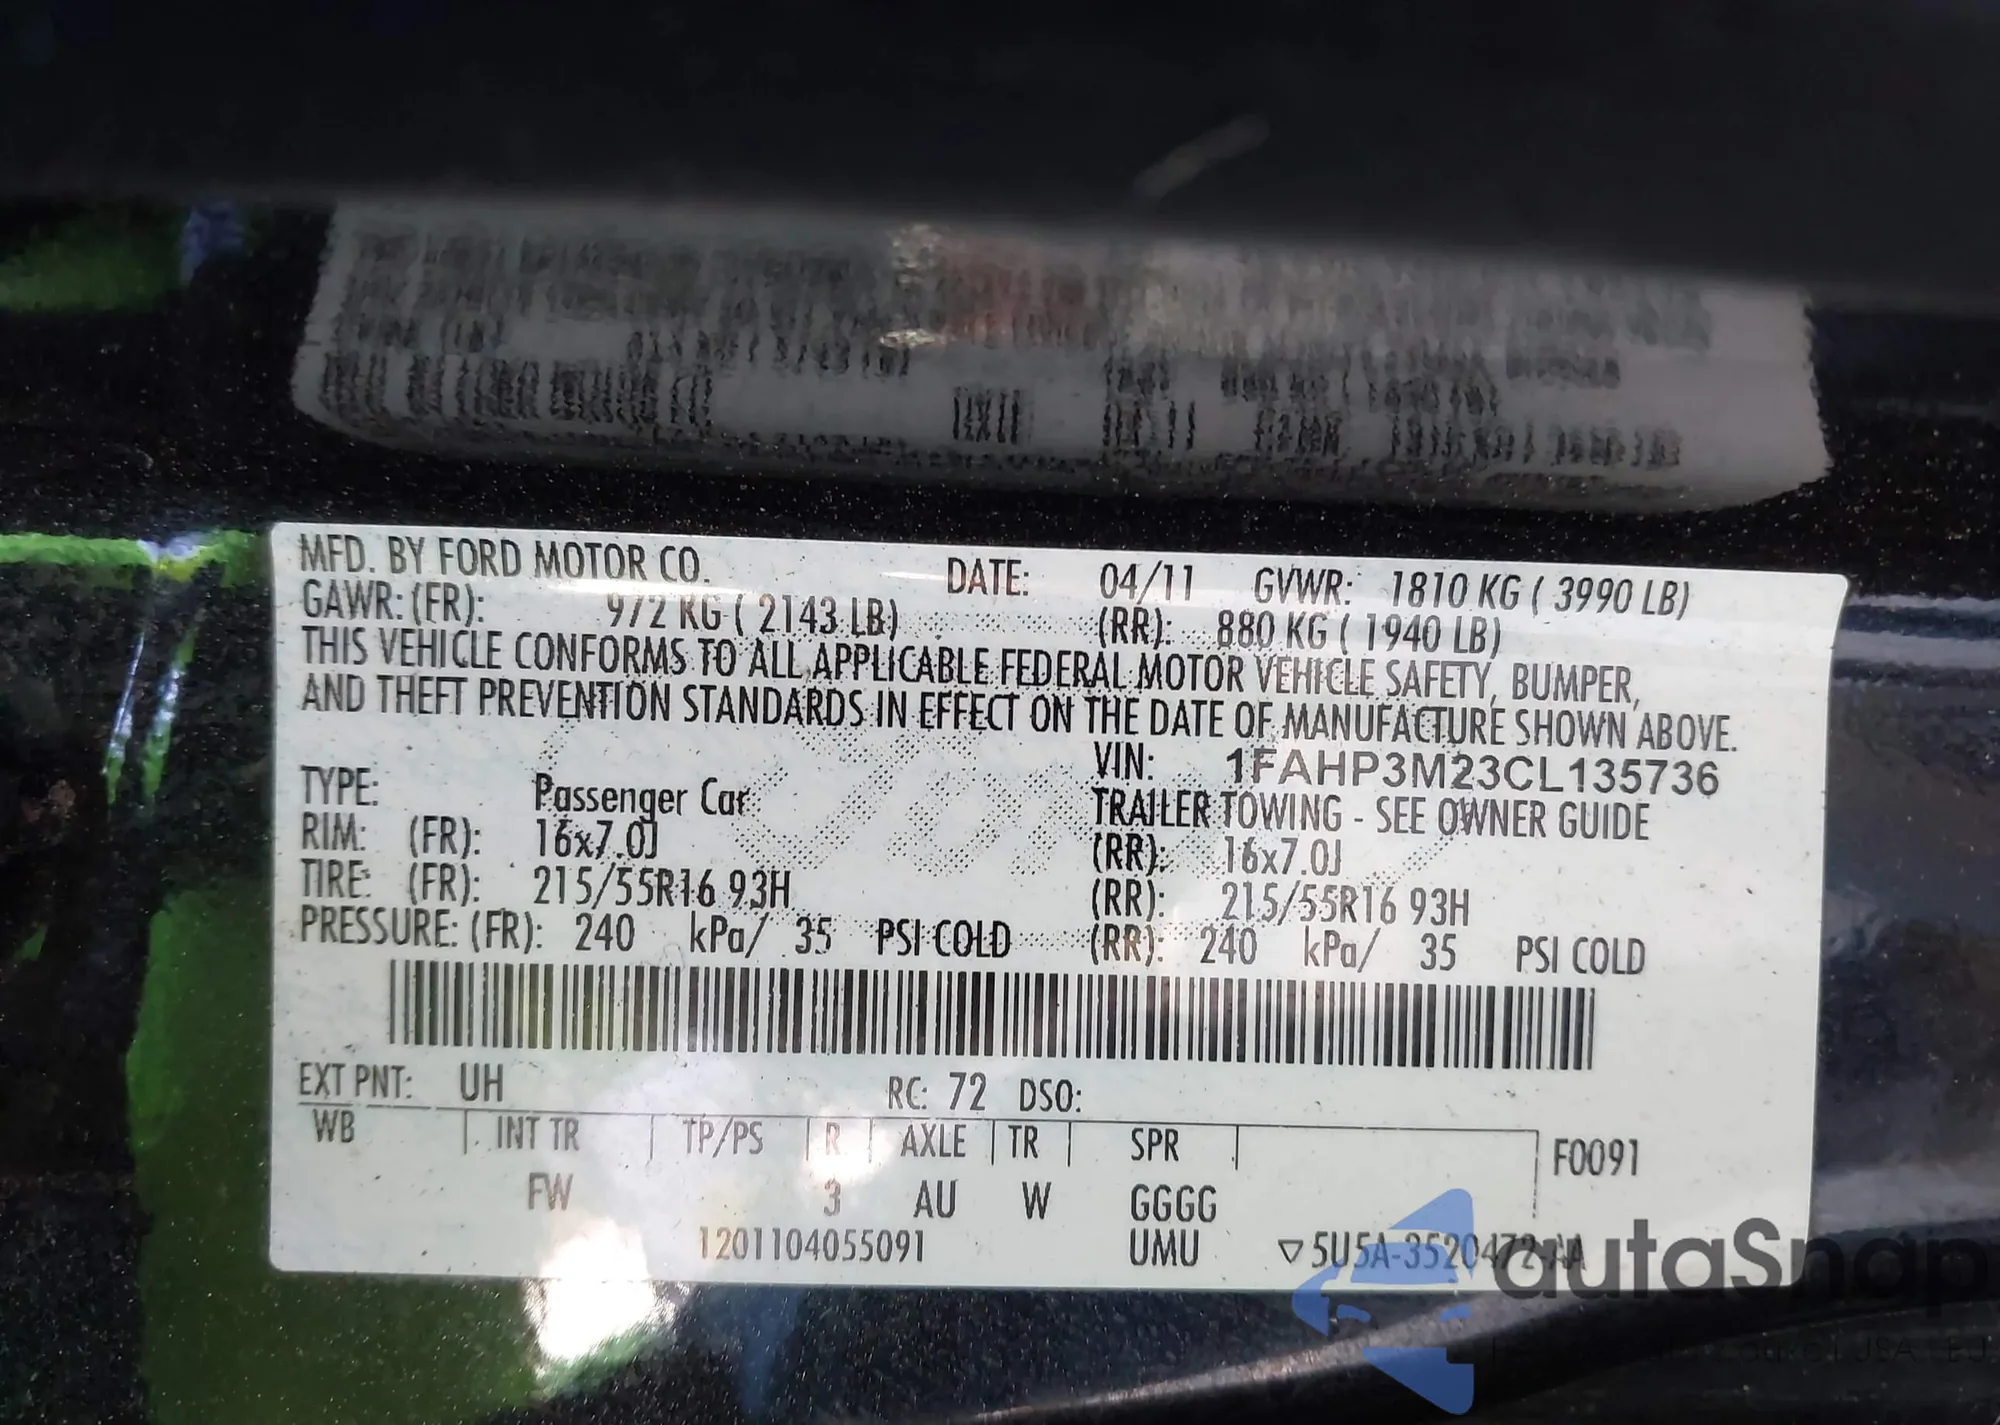 MFD. BY FORD MOTOR CO. DATE: 04/11 GVWR: 1810 KG ( 3990 LB)
GAWR: (FR): 972 KG ( 2143 LB) (RR): 880 KG ( 1940 LB)
THIS VEHICLE CONFORMS TO ALL APPLICABLE FEDERAL MOTOR VEHICLE SAFETY, BUMPER,
AND THEFT PREVENTION STANDARDS IN EFFECT ON THE DATE OF MANUFACTURE SHOWN ABOVE.
VIN: 1FAHP3M23CL135736
TYPE: Passenger Car TRAILER TOWING - SEE OWNER GUIDE
RIM: (FR): 16x7.0J (RR): 16x7.0J
TIRE: (FR): 215/55R16 93H (RR): 215/55R16 93H
PRESSURE: (FR): 240 kPa/ 35 PSI COLD (RR): 240 kPa/ 35 PSI COLD
EXT PNT: UH RC: 72 DSO:
WB INT TR TP/PS R AXLE TR SPR F0091
FW 3 AU W GGGG
1201104055091 UMU ▽5U5A-3520472-AA
autaSnap